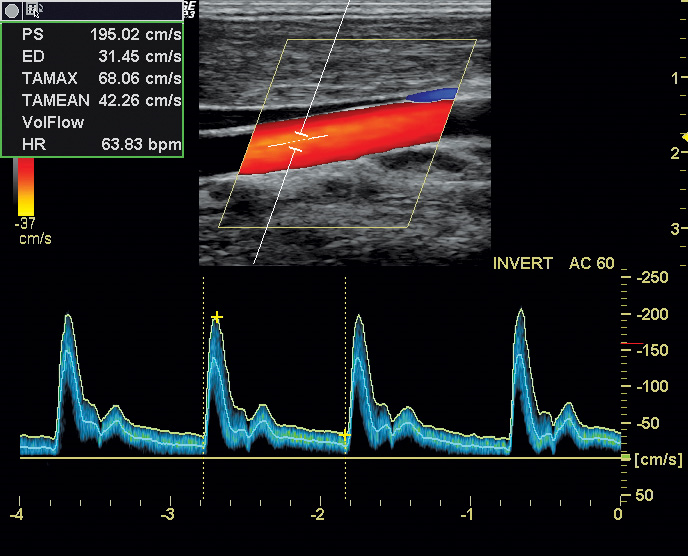 PS 195.02 cm/s
ED 31.45 cm/s
TAMAX 68.06 cm/s
TAMEAN 42.26 cm/s
VolFlow
HR 63.83 bpm
-37
cm/s
1
2
3
INVERT AC 60
-250
-200
-150
-100
-50
[cm/s]
50
-4 -3 -2 -1 0